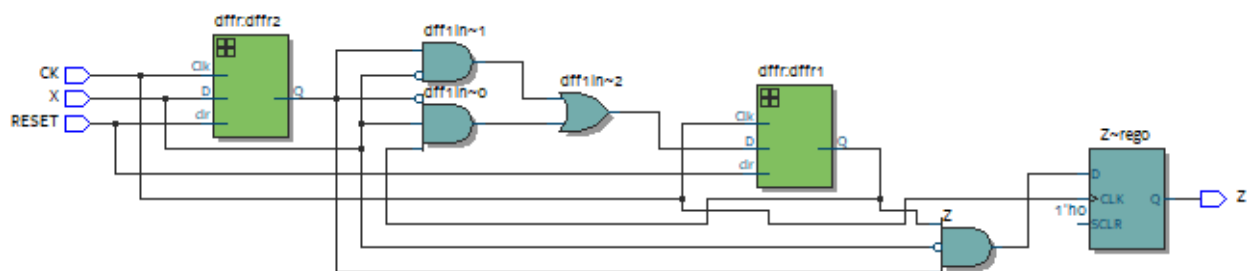 dffr:dffr2
Clk
D
clr
Q
CK
X
RESET
dff1in~1
dff1in~0
dff1in~2
dffr:dffr1
Clk
D
clr
Q
Z
Z~reg0
D
CLK
SCLR
Q
1'h0
Z